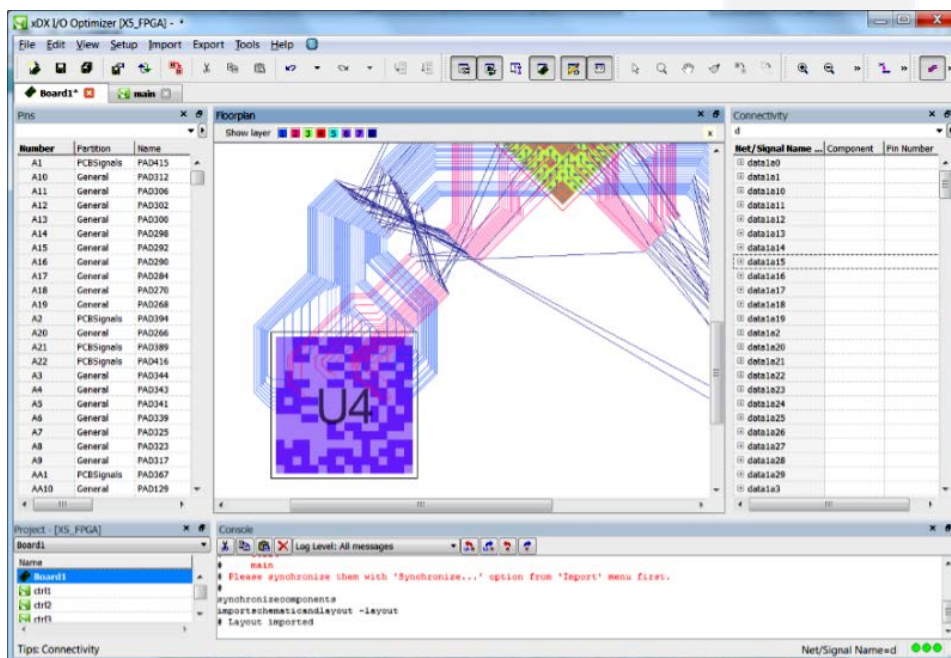 xDX I/O Optimizer [X5_FPGA] - *
File Edit View Setup Import Export Tools Help
Board1* main
Pins
Number Partition Name
A1 PCBSignals PAD415
A10 General PAD312
A11 General PAD306
A12 General PAD302
A13 General PAD300
A14 General PAD298
A15 General PAD292
A16 General PAD290
A17 General PAD284
A18 General PAD270
A19 General PAD268
A2 PCBSignals PAD394
A20 General PAD266
A21 PCBSignals PAD389
A22 PCBSignals PAD416
A3 General PAD344
A4 General PAD343
A5 General PAD341
A6 General PAD339
A7 General PAD325
A8 General PAD323
A9 General PAD317
AA1 PCBSignals PAD367
AA10 General PAD129
Floorplan
Show layer 1 2 3 4 5 6 7
U4
Connectivity
d
Net/Signal Name ... Component Pin Number
data1a0
data1a1
data1a10
data1a11
data1a12
data1a13
data1a14
data1a15
data1a16
data1a17
data1a18
data1a19
data1a2
data1a20
data1a21
data1a22
data1a23
data1a24
data1a25
data1a26
data1a27
data1a28
data1a29
data1a3
Project - [X5_FPGA]
Board1
Name
Board1
ctrl1
ctrl2
ctrl3
Console
Log Level: All messages
# main
# Please synchronize them with 'Synchronize...' option from 'Import' menu first.
#
synchronizecomponents
importschematicandlayout -layout
# Layout imported
Tips: Connectivity
Net/Signal Name=d